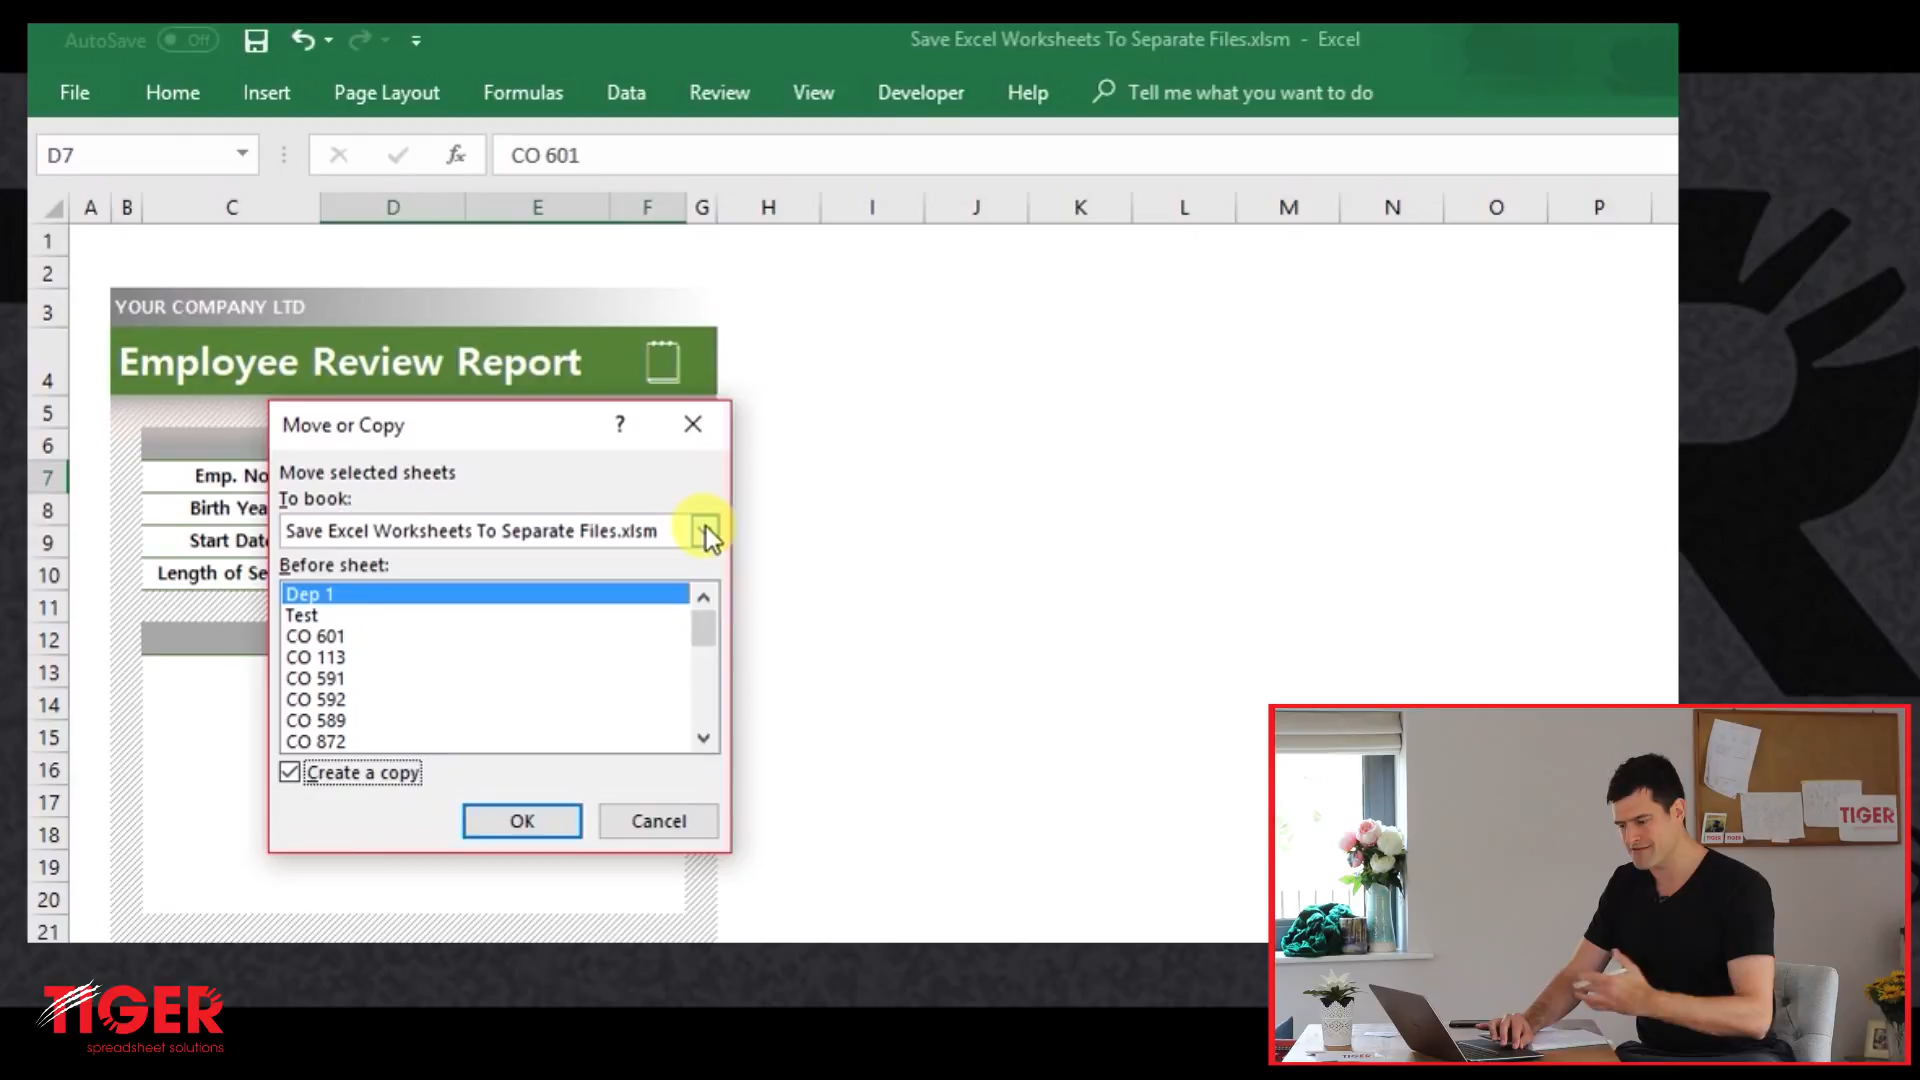 AutoSave Off
Save Excel Worksheets To Separate Files.xlsm - Excel
File Home Insert Page Layout Formulas Data Review View Developer Help Tell me what you want to do
D7 fx CO 601
A B C D E F G H I J K L M N O P
1
2
3 YOUR COMPANY LTD
4 Employee Review Report
5
Move or Copy ? 
6
Move selected sheets
7 Emp. No
To book:
8 Birth Yea
Save Excel Worksheets To Separate Files.xlsm
9 Start Dat
Before sheet:
10 Length of Se
Dep 1
11
Test
12 CO 601
13 CO 113
CO 591
14 CO 592
CO 589
15 CO 872
16 Create a copy
17
OK Cancel
18
19
20
21
TIGER
TIGER
spreadsheet solutions
TIGER